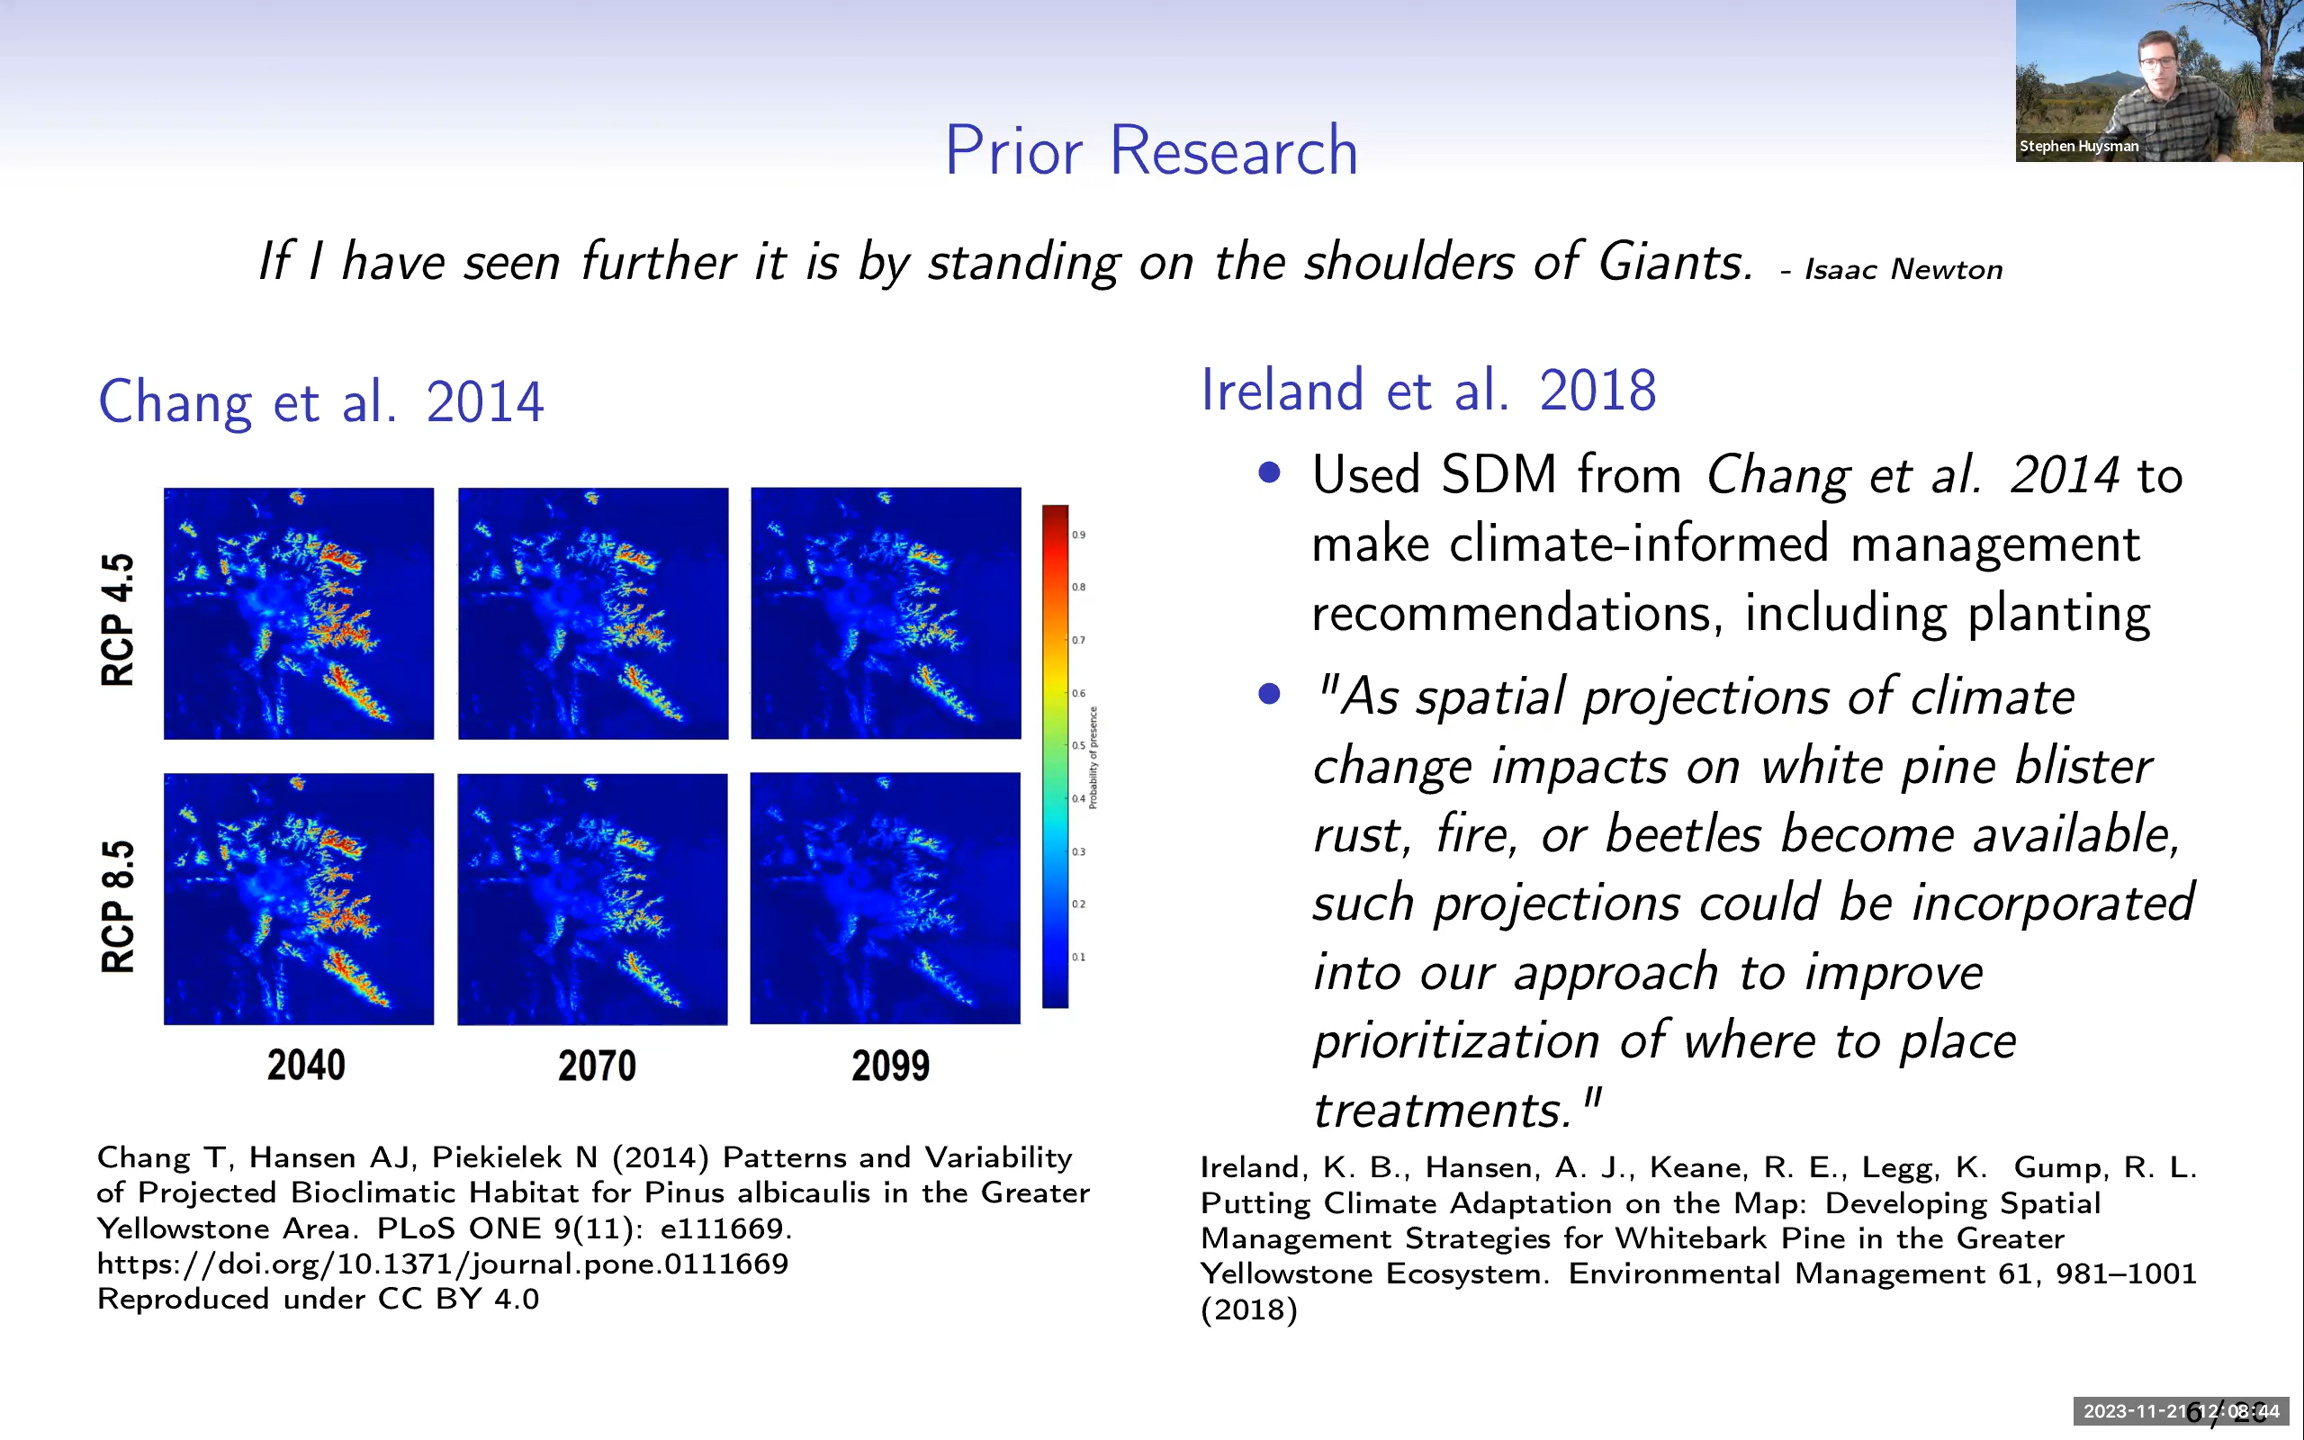 Stephen Huysman
Prior Research
If I have seen further it is by standing on the shoulders of Giants. - Isaac Newton
Chang et al. 2014
RCP 4.5
RCP 8.5
0.9
0.8
0.7
0.6
0.5
0.4
0.3
0.2
0.1
Probability of presence
2040
2070
2099
Chang T, Hansen AJ, Piekielek N (2014) Patterns and Variability
of Projected Bioclimatic Habitat for Pinus albicaulis in the Greater
Yellowstone Area. PLoS ONE 9(11): e111669.
https://doi.org/10.1371/journal.pone.0111669
Reproduced under CC BY 4.0
Ireland et al. 2018
• Used SDM from Chang et al. 2014 to
make climate-informed management
recommendations, including planting
• "As spatial projections of climate
change impacts on white pine blister
rust, fire, or beetles become available,
such projections could be incorporated
into our approach to improve
prioritization of where to place
treatments."
Ireland, K. B., Hansen, A. J., Keane, R. E., Legg, K. Gump, R. L.
Putting Climate Adaptation on the Map: Developing Spatial
Management Strategies for Whitebark Pine in the Greater
Yellowstone Ecosystem. Environmental Management 61, 981–1001
(2018)
2023-11-21 12:08:44